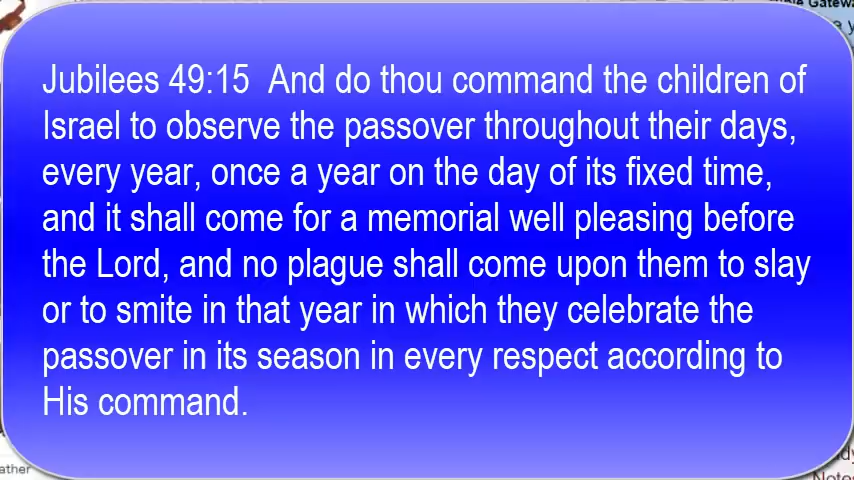 Jubilees 49:15  And do thou command the children of
Israel to observe the passover throughout their days,
every year, once a year on the day of its fixed time,
and it shall come for a memorial well pleasing before
the Lord, and no plague shall come upon them to slay
or to smite in that year in which they celebrate the
passover in its season in every respect according to
His command.